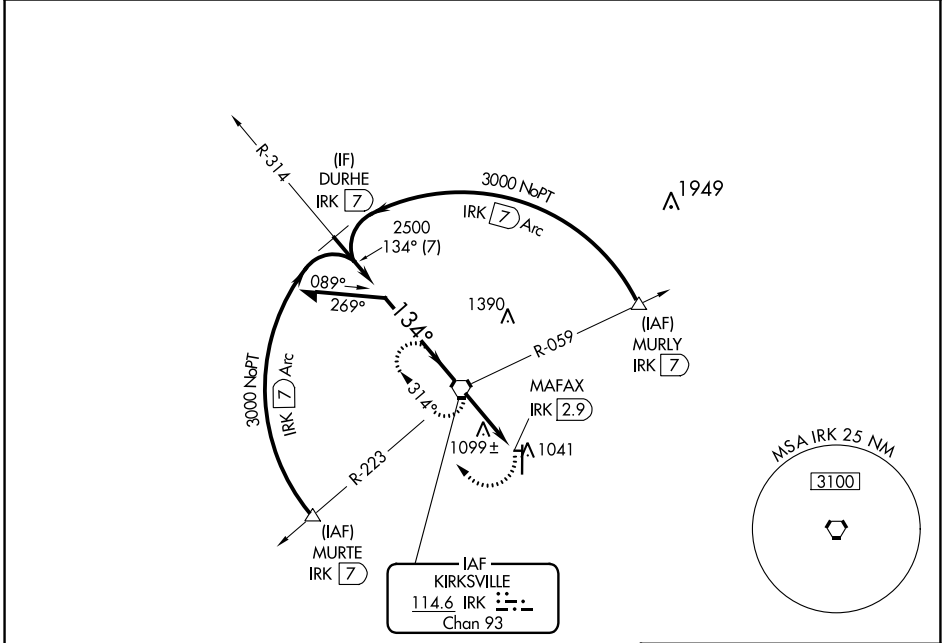 R-314
(IF)
DURHE
IRK 7
3000 NoPT
IRK 7 Arc
1949
2500
134° (7)
089°
269°
134°
1390
R-059
(IAF)
MURLY
IRK 7
3000 NoPT
IRK 7 Arc
314°
MAFAX
IRK 2.9
1099±
1041
R-223
(IAF)
MURTE
IRK 7
IAF
KIRKSVILLE
114.6 IRK
Chan 93
MSA IRK 25 NM
3100